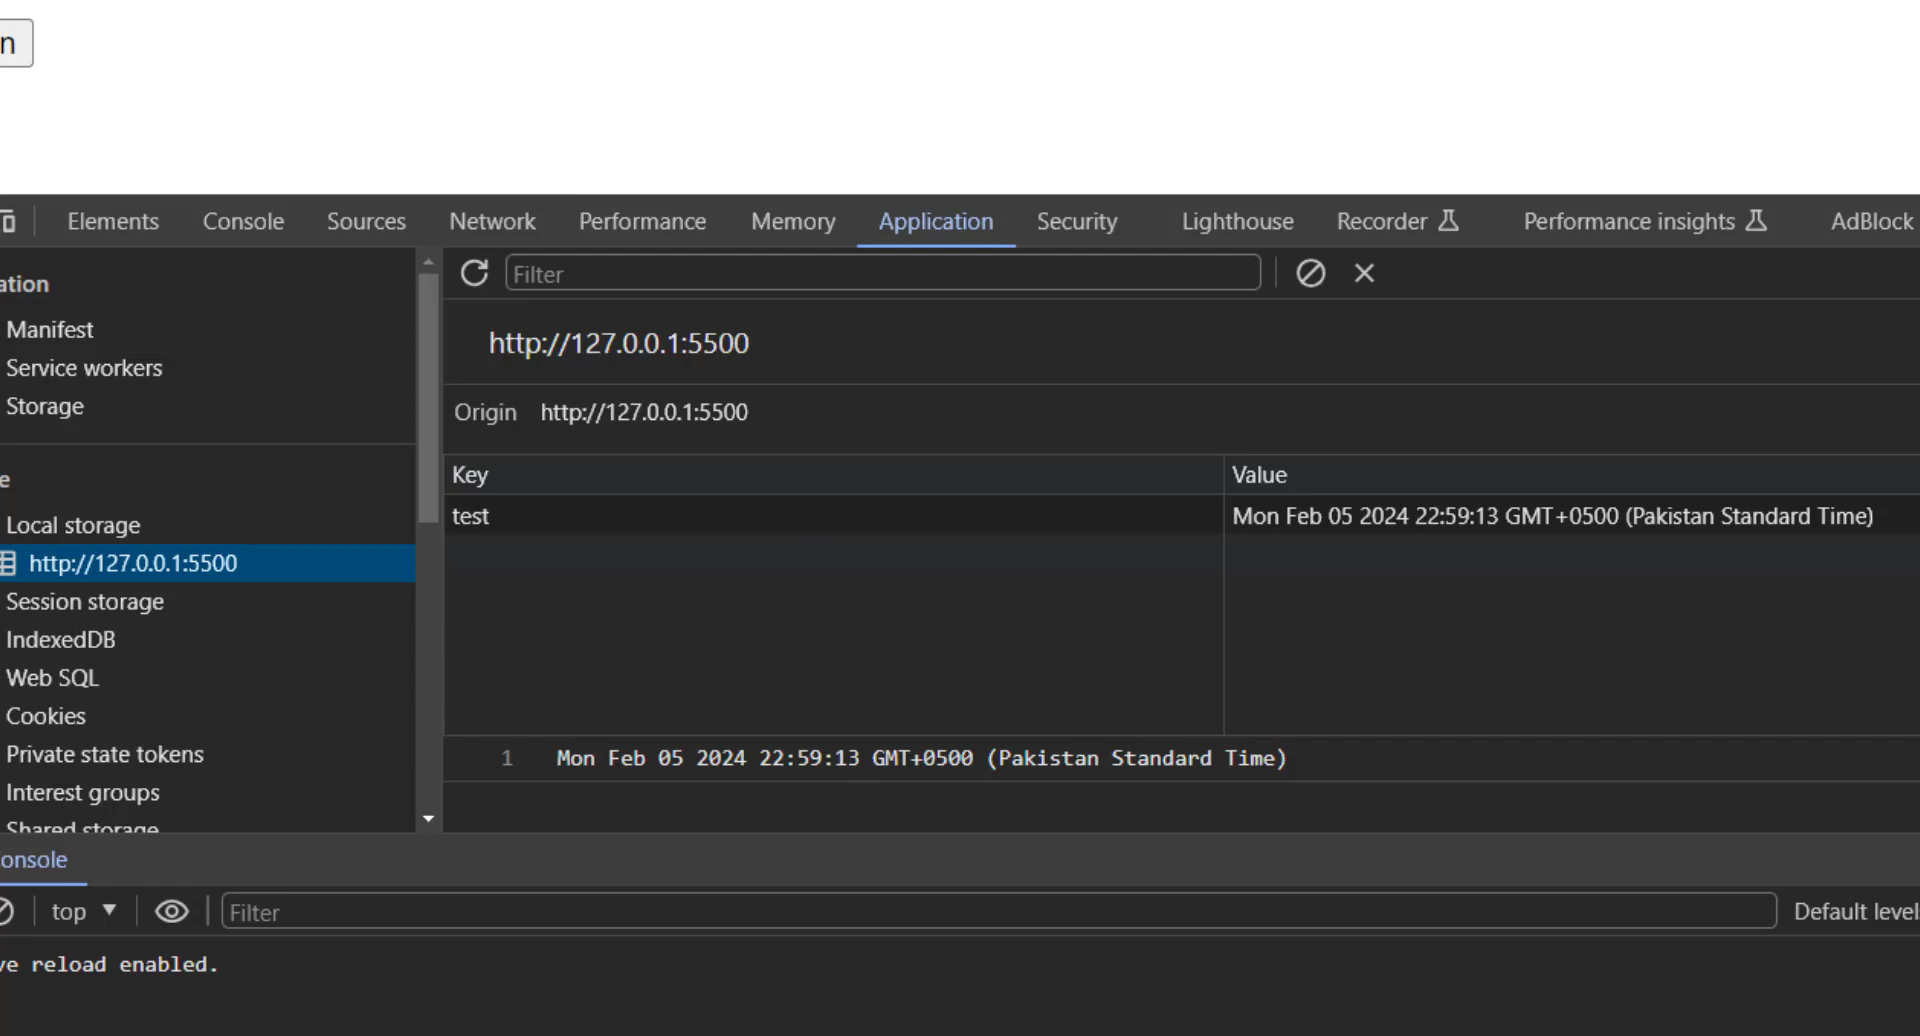 n
Elements Console Sources Network Performance Memory Application Security Lighthouse Recorder Performance insights AdBlock
ation
Manifest
Service workers
Storage
e
Local storage
http://127.0.0.1:5500
Session storage
IndexedDB
Web SQL
Cookies
Private state tokens
Interest groups
Shared storage
Filter
http://127.0.0.1:5500
Origin http://127.0.0.1:5500
Key Value
test Mon Feb 05 2024 22:59:13 GMT+0500 (Pakistan Standard Time)
1 Mon Feb 05 2024 22:59:13 GMT+0500 (Pakistan Standard Time)
onsole
top Filter Default levels
ve reload enabled.